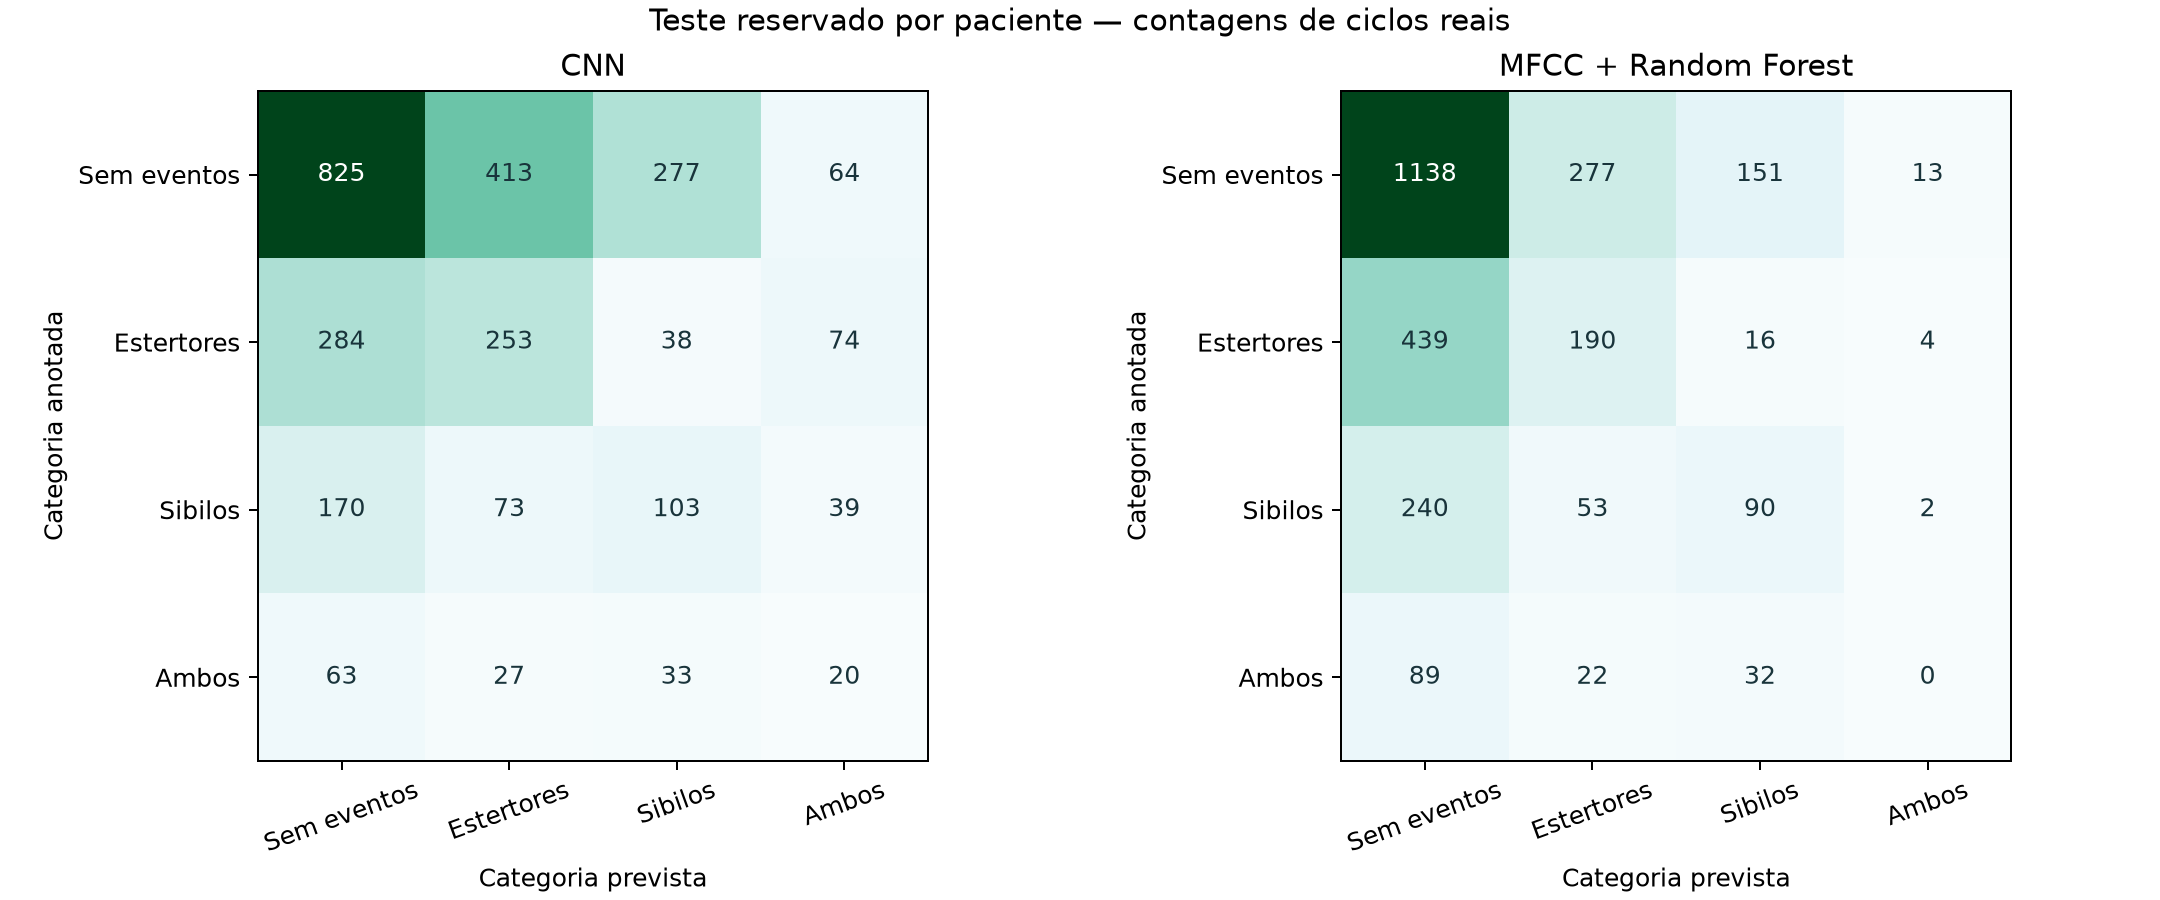 Teste reservado por paciente — contagens de ciclos reais
CNN
Categoria anotada
Sem eventos 825 413 277 64
Estertores 284 253 38 74
Sibilos 170 73 103 39
Ambos 63 27 33 20
Sem eventos Estertores Sibilos Ambos
Categoria prevista
MFCC + Random Forest
Categoria anotada
Sem eventos 1138 277 151 13
Estertores 439 190 16 4
Sibilos 240 53 90 2
Ambos 89 22 32 0
Sem eventos Estertores Sibilos Ambos
Categoria prevista